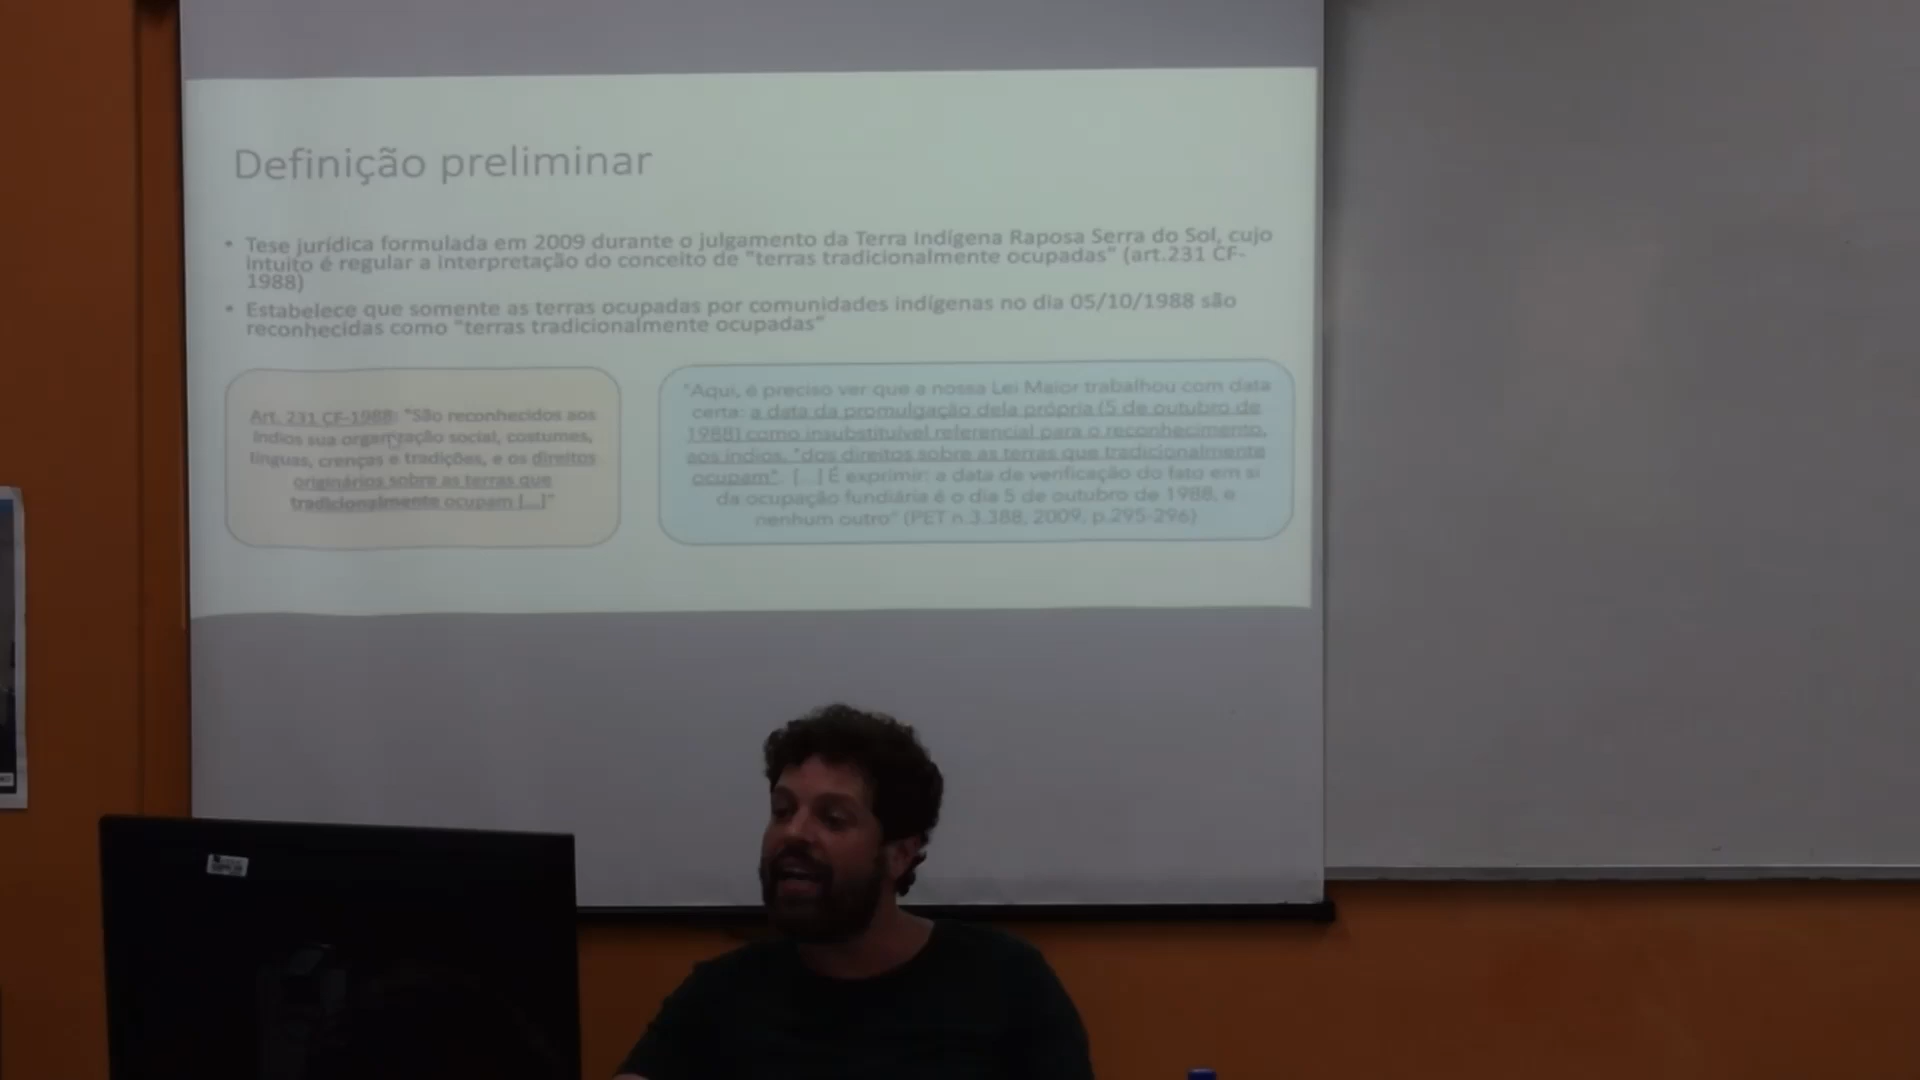 Definição preliminar
• Tese jurídica formulada em 2009 durante o julgamento da Terra Indígena Raposa Serra do Sol, cujo
intuito é regular a interpretação do conceito de "terras tradicionalmente ocupadas" (art.231 CF-
1988)
• Estabelece que somente as terras ocupadas por comunidades indígenas no dia 05/10/1988 são
reconhecidas como "terras tradicionalmente ocupadas"
Art. 231 CF-1988: "São reconhecidos aos
índios sua organização social, costumes,
línguas, crenças e tradições, e os direitos
originários sobre as terras que
tradicionalmente ocupam [...]"
"Aqui, é preciso ver que a nossa Lei Maior trabalhou com data
certa: a data da promulgação dela própria (5 de outubro de
1988) como insubstituível referencial para o reconhecimento,
aos índios, "dos direitos sobre as terras que tradicionalmente
ocupam". [...] É exprimir: a data de verificação do fato em si
da ocupação fundiária é o dia 5 de outubro de 1988, e
nenhum outro" (PET n.3.388, 2009, p.295-296)